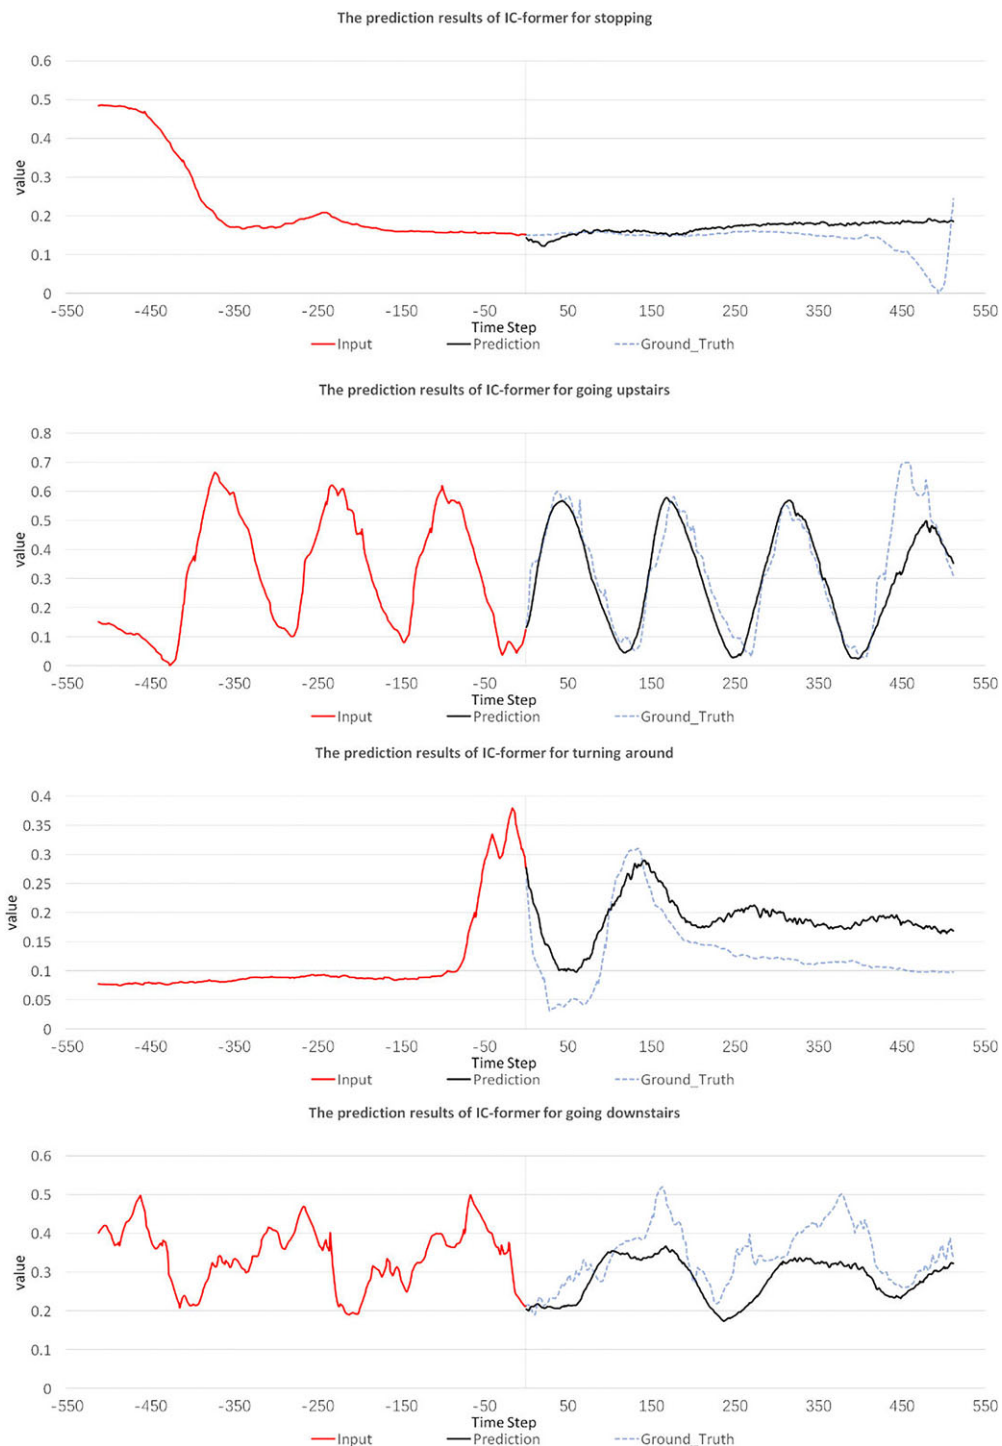 The prediction results of IC-former for stopping
0.6
0.5
0.4
0.3
0.2
0.1
0
value
-550 -450 -350 -250 -150 -50 50 150 250 350 450 550
Time Step
Input Prediction Ground_Truth
The prediction results of IC-former for going upstairs
0.8
0.7
0.6
0.5
0.4
0.3
0.2
0.1
0
value
-550 -450 -350 -250 -150 -50 50 150 250 350 450 550
Time Step
Input Prediction Ground_Truth
The prediction results of IC-former for turning around
0.4
0.35
0.3
0.25
0.2
0.15
0.1
0.05
0
value
-550 -450 -350 -250 -150 -50 50 150 250 350 450 550
Time Step
Input Prediction Ground_Truth
The prediction results of IC-former for going downstairs
0.6
0.5
0.4
0.3
0.2
0.1
0
value
-550 -450 -350 -250 -150 -50 50 150 250 350 450 550
Time Step
Input Prediction Ground_Truth